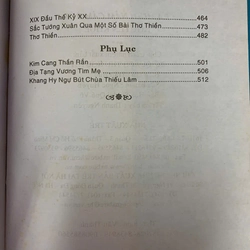 XIX Đầu Thế Kỷ XX 464
Sắc Tướng Xuân Qua Một Số Bài Thơ Thiền 473
Thơ Thiền 482
Phụ Lục
Kim Cang Thần Rắn 501
Địa Tạng Vương Tìm Mẹ 506
Khang Hy Ngự Bút Chùa Thiếu Lâm 512